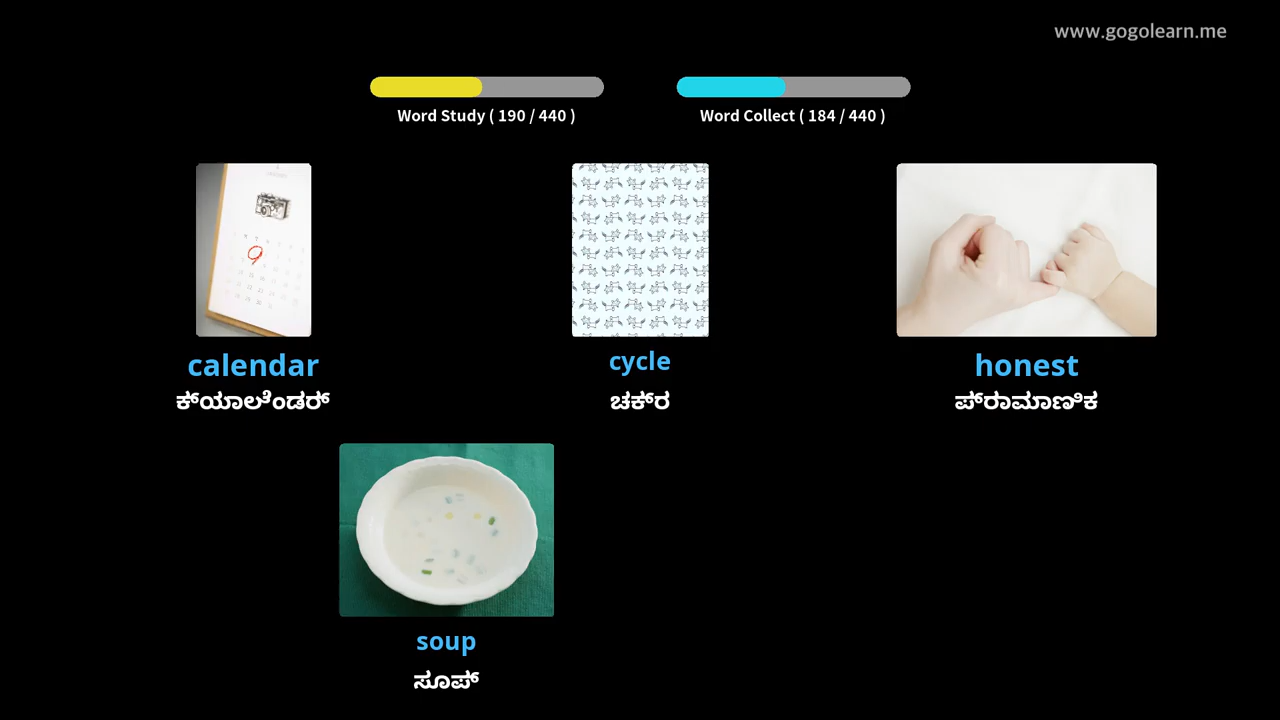 www.gogolearn.me
Word Study ( 190 / 440 )
Word Collect ( 184 / 440 )
calendar
ಕ್ಯಾಲೆಂಡರ್
cycle
ಚಕ್ರ
honest
ಪ್ರಾಮಾಣಿಕ
soup
ಸೂಪ್